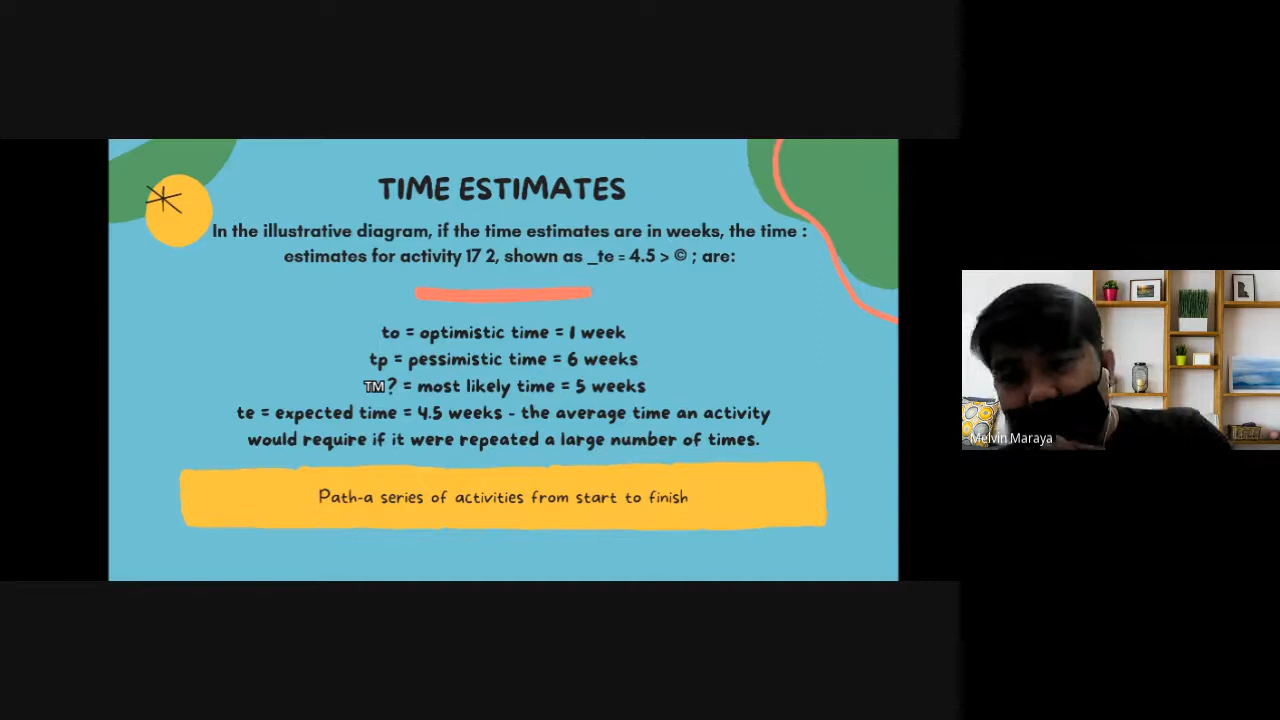 TIME ESTIMATES
In the illustrative diagram, if the time estimates are in weeks, the time :
estimates for activity 17 2, shown as _te = 4.5 > © ; are:
to = optimistic time = 1 week
tp = pessimistic time = 6 weeks
™? = most likely time = 5 weeks
te = expected time = 4.5 weeks - the average time an activity
would require if it were repeated a large number of times.
Path-a series of activities from start to finish
Melvin Maraya